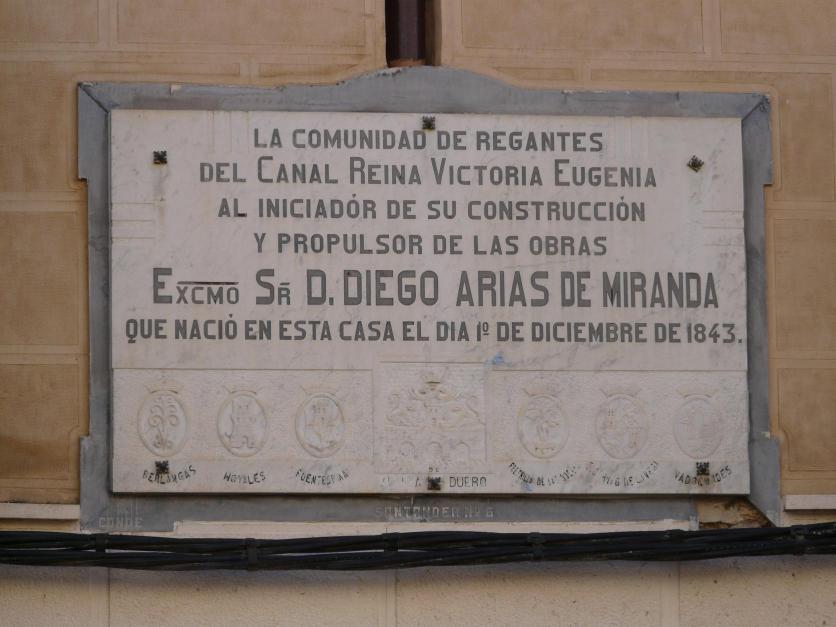 LA COMUNIDAD DE REGANTES
DEL CANAL REINA VICTORIA EUGENIA
AL INICIADÓR DE SU CONSTRUCCIÓN
Y PROPULSOR DE LAS OBRAS
EXCMO SR̃ D. DIEGO ARIAS DE MIRANDA
QUE NACIÓ EN ESTA CASA EL DIA 1º DE DICIEMBRE DE 1843.
BERLANGAS HOYALES DE DUERO
CONDE SANTANDER Nº 6